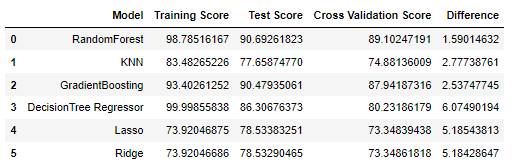 Model Training Score Test Score Cross Validation Score Difference
0 RandomForest 98.78516167 90.69261823 89.10247191 1.59014632
1 KNN 83.48265226 77.65874770 74.88136009 2.77738761
2 GradientBoosting 93.40261252 90.47935061 87.94187316 2.53747745
3 DecisionTree Regressor 99.99855838 86.30676373 80.23186179 6.07490194
4 Lasso 73.92046875 78.53383251 73.34839438 5.18543813
5 Ridge 73.92046686 78.53290465 73.34861818 5.18428647